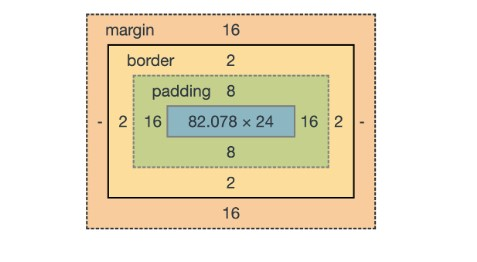 margin 16
border 2
padding 8
- 2 16 82.078 × 24 16 2 -
8
2
16